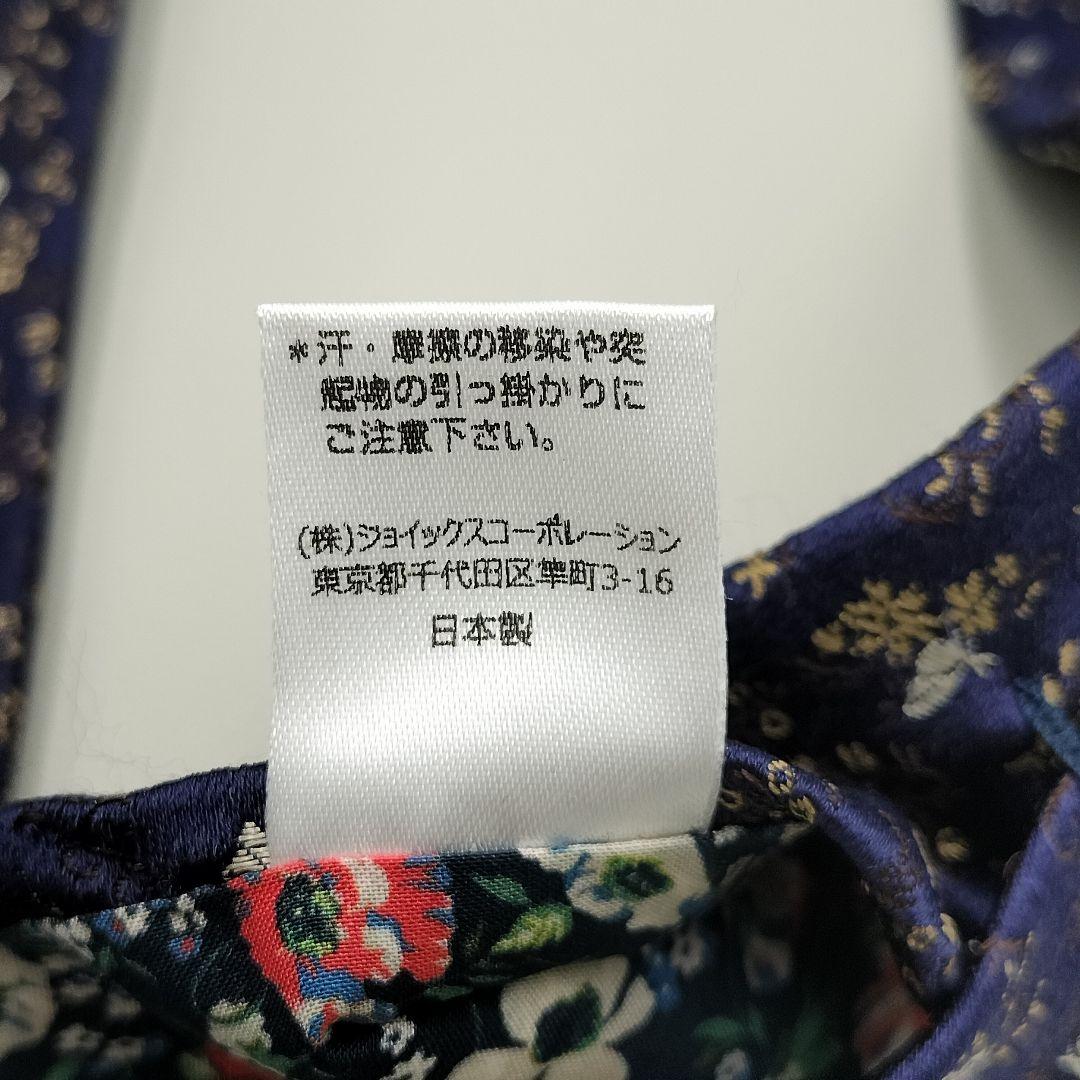 *汗・摩擦の移染や突
起物の引っ掛かりに
ご注意下さい。
(株)ジョイックスコーポレーション
東京都千代田区隼町3-16
日本製